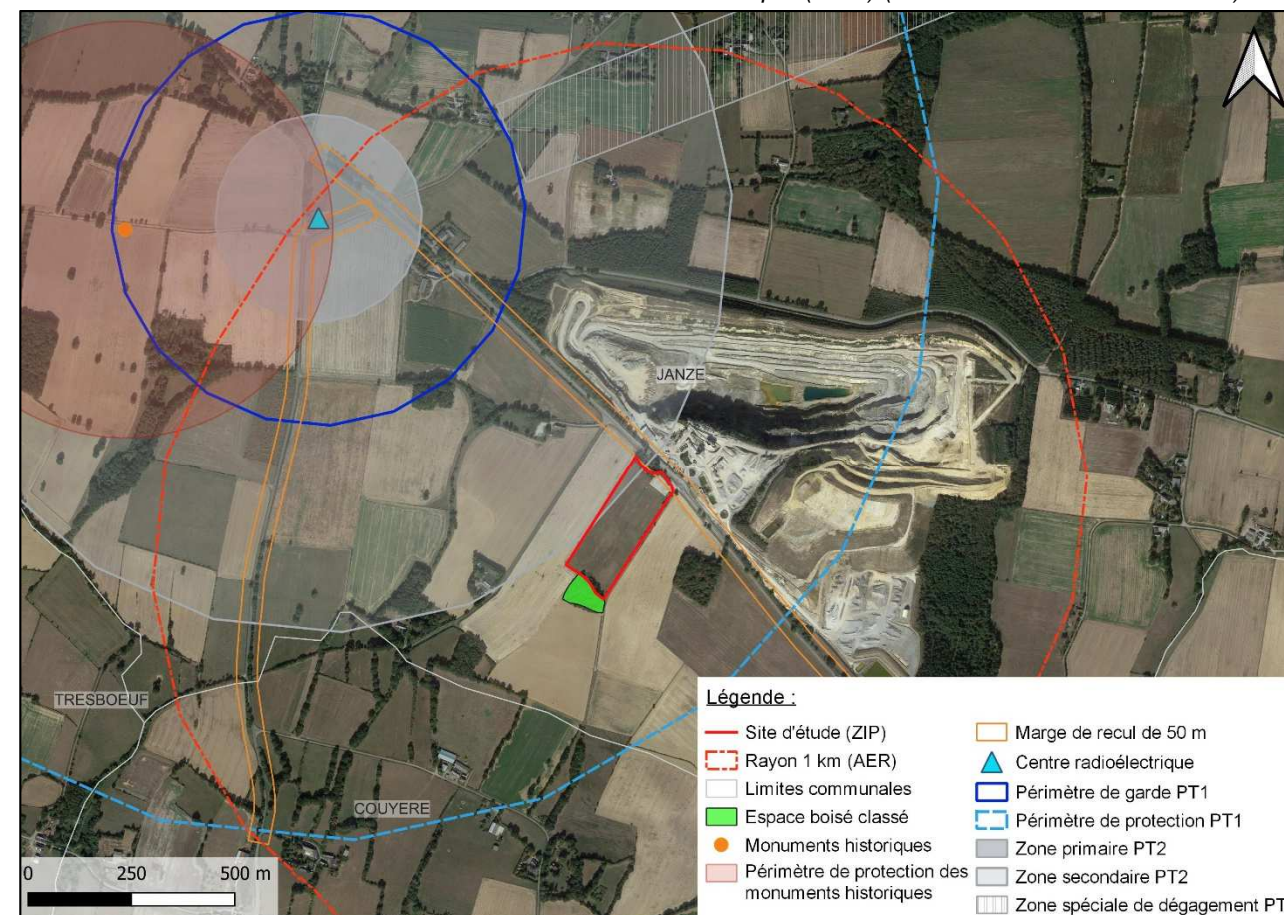 JANZE
TRESBOEUF
COUYERE
0 250 500 m
Légende :
Site d'étude (ZIP)
Rayon 1 km (AER)
Limites communales
Espace boisé classé
Monuments historiques
Périmètre de protection des
monuments historiques
Marge de recul de 50 m
Centre radioélectrique
Périmètre de garde PT1
Périmètre de protection PT1
Zone primaire PT2
Zone secondaire PT2
Zone spéciale de dégagement PT